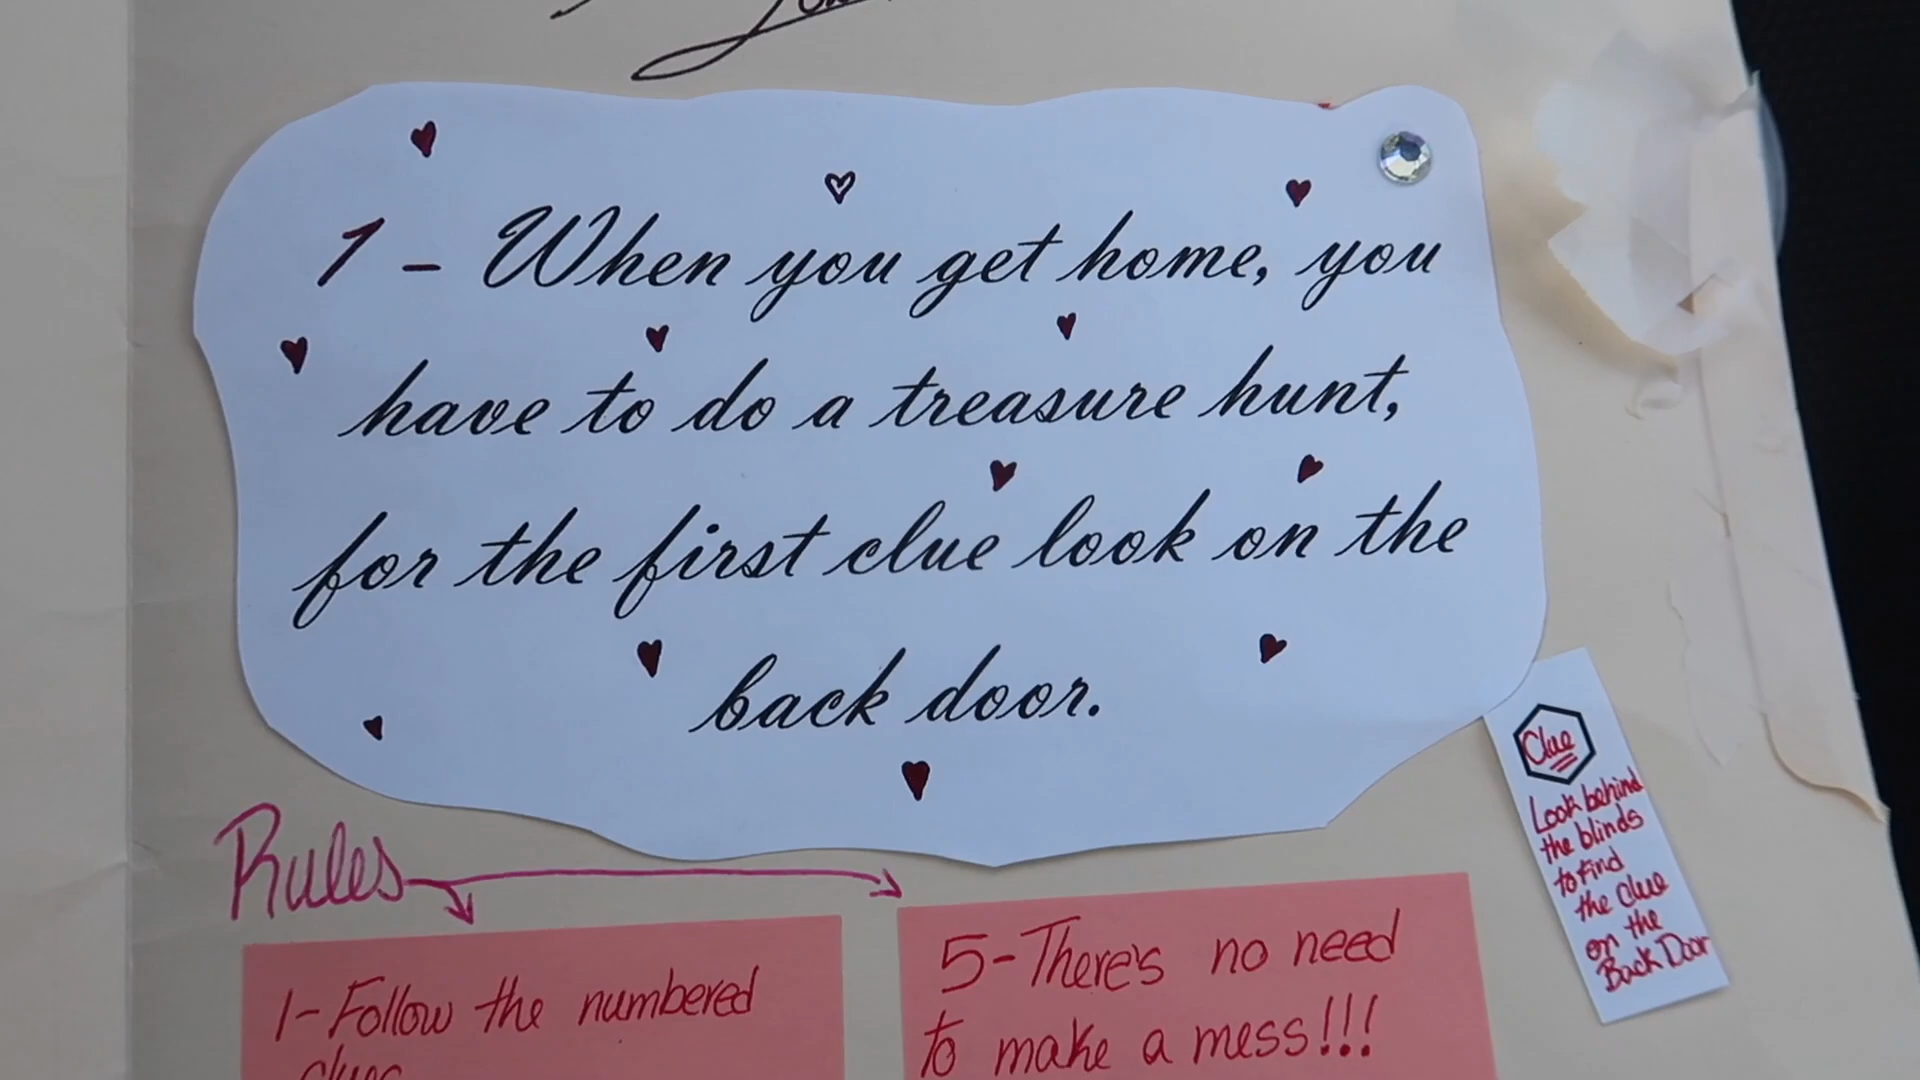 1 - When you get home, you
have to do a treasure hunt,
for the first clue look on the
back door.
Clue
Look behind
the blinds
to find
the Clue
on the
Back Door
Rules
1-Follow the numbered
clues
5-There's no need
to make a mess!!!